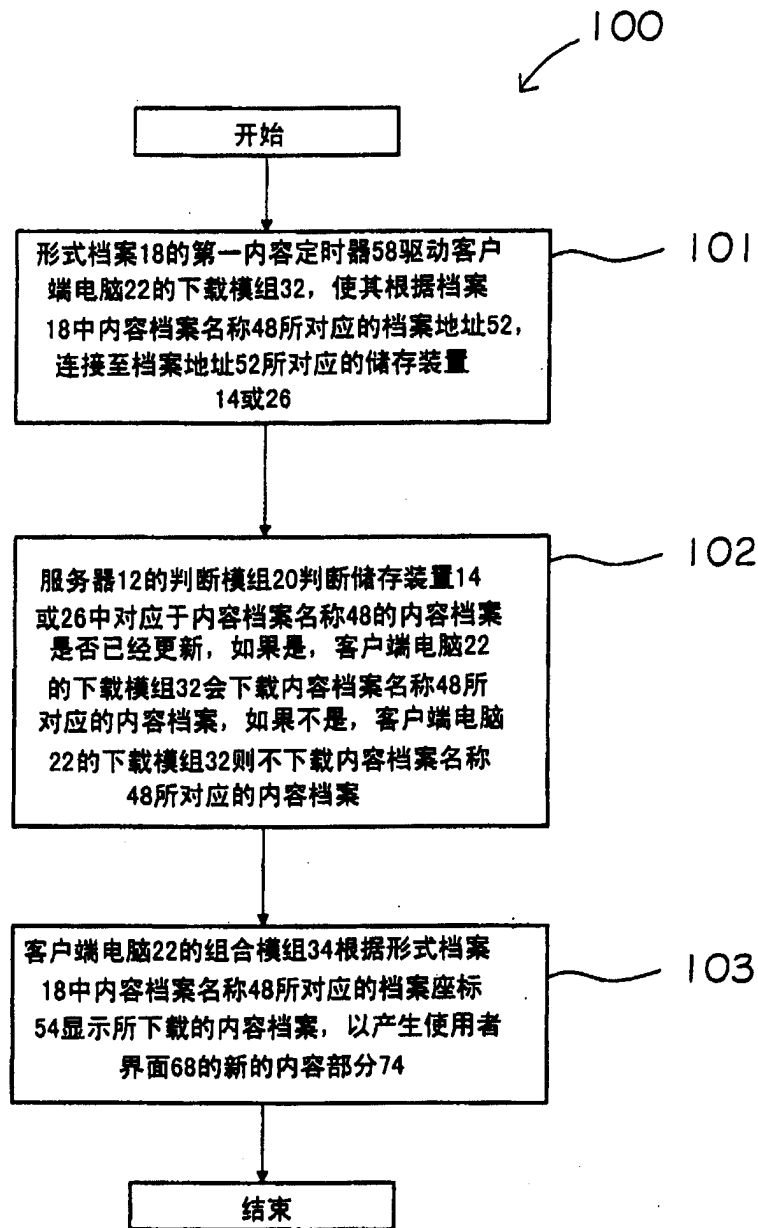 100
开始
形式档案18的第一内容定时器58驱动客户
端电脑22的下载模组32，使其根据档案
18中内容档案名称48所对应的档案地址52，
连接至档案地址52所对应的储存装置
14或26
101
服务器12的判断模组20判断储存装置14
或26中对应于内容档案名称48的内容档案
是否已经更新，如果是，客户端电脑22
的下载模组32会下载内容档案名称48所
对应的内容档案，如果不是，客户端电脑
22的下载模组32则不下载内容档案名称
48所对应的内容档案
102
客户端电脑22的组合模组34根据形式档案
18中内容档案名称48所对应的档案座标
54显示所下载的内容档案，以产生使用者
界面68的新的内容部分74
103
结束